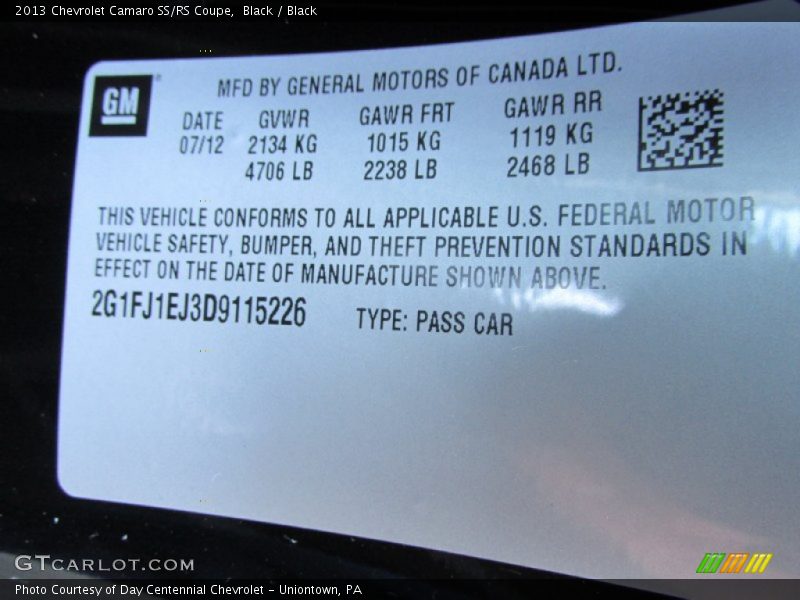 2013 Chevrolet Camaro SS/RS Coupe, Black / Black
GM
MFD BY GENERAL MOTORS OF CANADA LTD.
DATE GVWR GAWR FRT GAWR RR
07/12 2134 KG 1015 KG 1119 KG
4706 LB 2238 LB 2468 LB
THIS VEHICLE CONFORMS TO ALL APPLICABLE U.S. FEDERAL MOTOR
VEHICLE SAFETY, BUMPER, AND THEFT PREVENTION STANDARDS IN
EFFECT ON THE DATE OF MANUFACTURE SHOWN ABOVE.
2G1FJ1EJ3D9115226 TYPE: PASS CAR
GTCARLOT.COM
Photo Courtesy of Day Centennial Chevrolet - Uniontown, PA